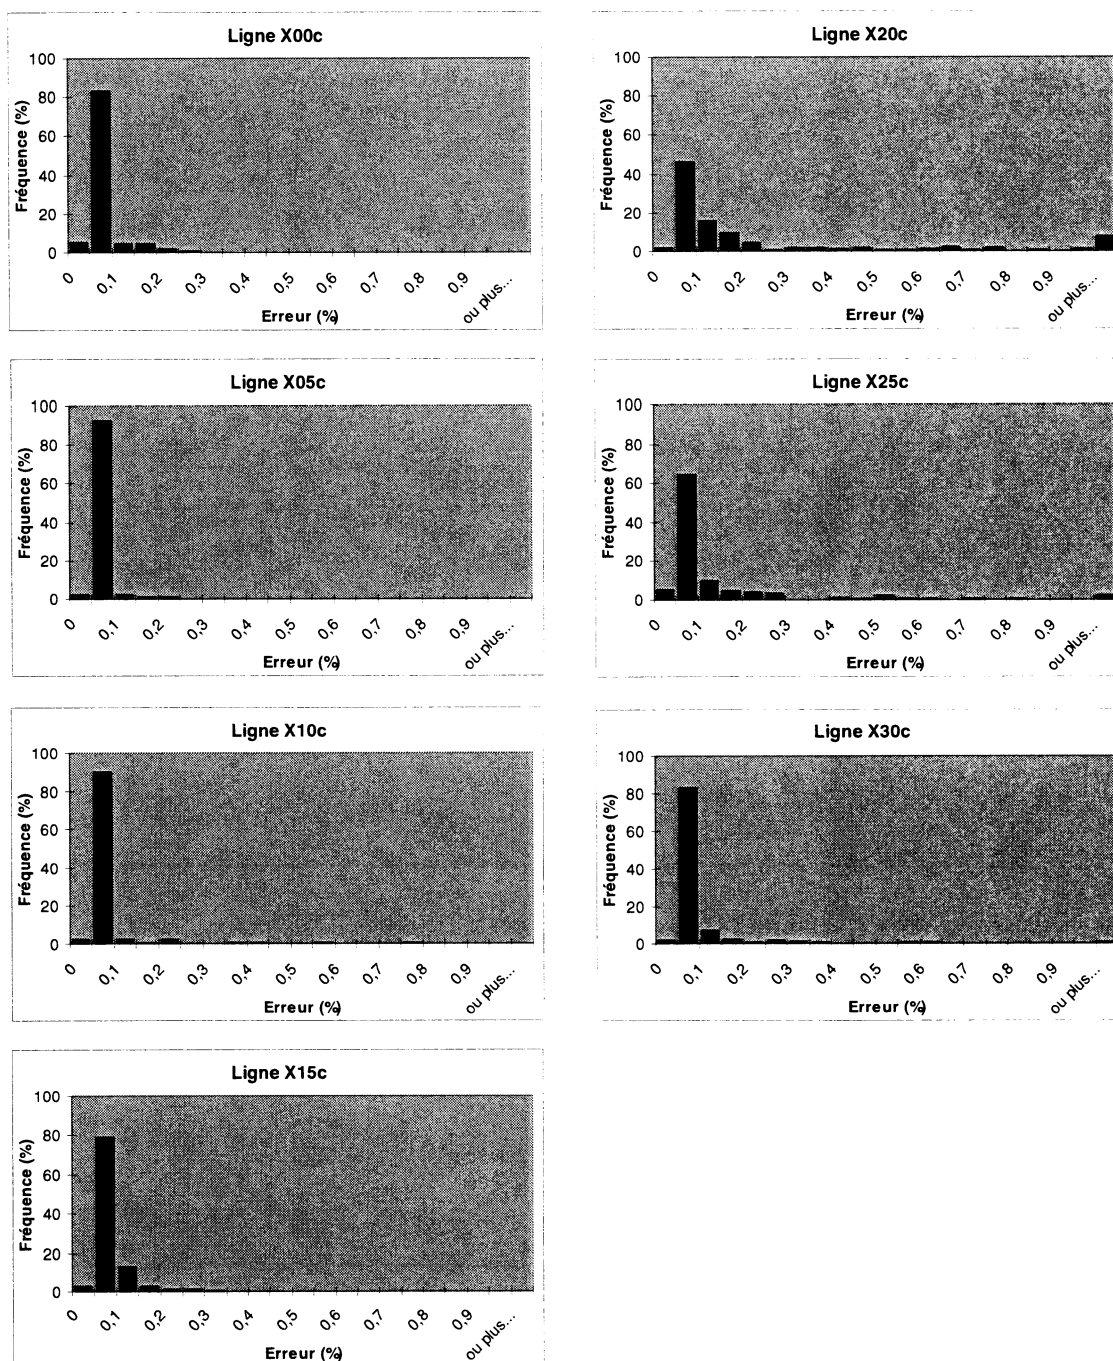 Ligne X00c
Fréquence (%)
100
80
60
40
20
0
0 0,1 0,2 0,3 0,4 0,5 0,6 0,7 0,8 0,9 ou plus...
Erreur (%)
Ligne X20c
Fréquence (%)
100
80
60
40
20
0
0 0,1 0,2 0,3 0,4 0,5 0,6 0,7 0,8 0,9 ou plus...
Erreur (%)
Ligne X05c
Fréquence (%)
100
80
60
40
20
0
0 0,1 0,2 0,3 0,4 0,5 0,6 0,7 0,8 0,9 ou plus...
Erreur (%)
Ligne X25c
Fréquence (%)
100
80
60
40
20
0
0 0,1 0,2 0,3 0,4 0,5 0,6 0,7 0,8 0,9 ou plus...
Erreur (%)
Ligne X10c
Fréquence (%)
100
80
60
40
20
0
0 0,1 0,2 0,3 0,4 0,5 0,6 0,7 0,8 0,9 ou plus...
Erreur (%)
Ligne X30c
Fréquence (%)
100
80
60
40
20
0
0 0,1 0,2 0,3 0,4 0,5 0,6 0,7 0,8 0,9 ou plus...
Erreur (%)
Ligne X15c
Fréquence (%)
100
80
60
40
20
0
0 0,1 0,2 0,3 0,4 0,5 0,6 0,7 0,8 0,9 ou plus...
Erreur (%)